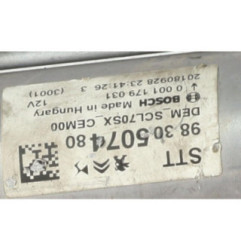 STT
98 30 5074 80
DEM_SCL70SX_CEM00
BOSCH Made in Hungary
0 001 179 031
12V
20180928 23:41:26 3 (3001)